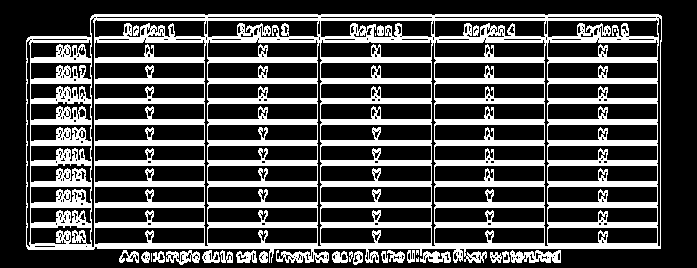 Region 1 Region 2 Region 3 Region 4 Region 5
2016 N N N N N
2017 Y N N N N
2018 Y N N N N
2019 Y N N N N
2020 Y Y Y N N
2021 Y Y Y N N
2022 Y Y Y N N
2023 Y Y Y Y N
2024 Y Y Y Y N
2025 Y Y Y Y N
An example data set of invasive carp in the Illinois River watershed